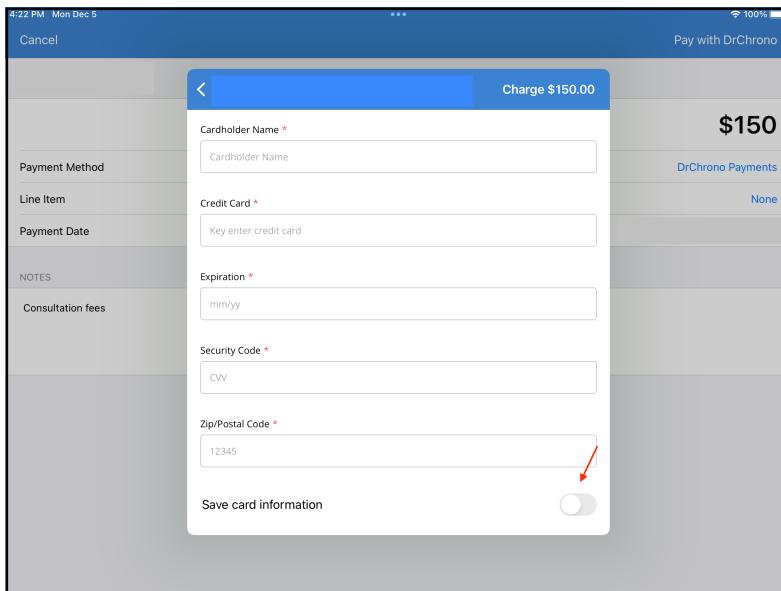 4:22 PM Mon Dec 5
100%
Cancel
Pay with DrChrono
Charge $150.00
$150
Cardholder Name *
Cardholder Name
Payment Method
DrChrono Payments
Line Item
None
Credit Card *
Key enter credit card
Payment Date
NOTES
Expiration *
mm/yy
Consultation fees
Security Code *
CVV
Zip/Postal Code *
12345
Save card information